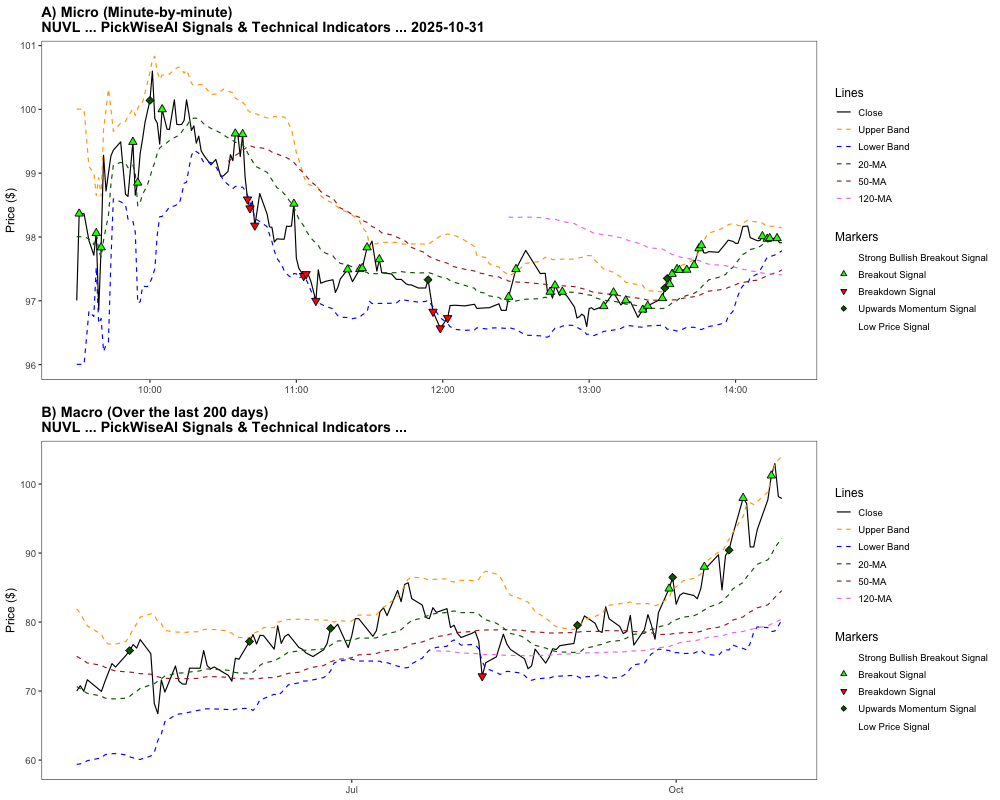 A) Micro (Minute-by-minute)
NUVL ... PickWiseAI Signals & Technical Indicators ... 2025-10-31
Price ($)
101
100
99
98
97
96
10:00
11:00
12:00
13:00
14:00
Lines
Close
Upper Band
Lower Band
20-MA
50-MA
120-MA
Markers
Strong Bullish Breakout Signal
Breakout Signal
Breakdown Signal
Upwards Momentum Signal
Low Price Signal
B) Macro (Over the last 200 days)
NUVL ... PickWiseAI Signals & Technical Indicators ...
Price ($)
100
90
80
70
60
Jul
Oct
Lines
Close
Upper Band
Lower Band
20-MA
50-MA
120-MA
Markers
Strong Bullish Breakout Signal
Breakout Signal
Breakdown Signal
Upwards Momentum Signal
Low Price Signal